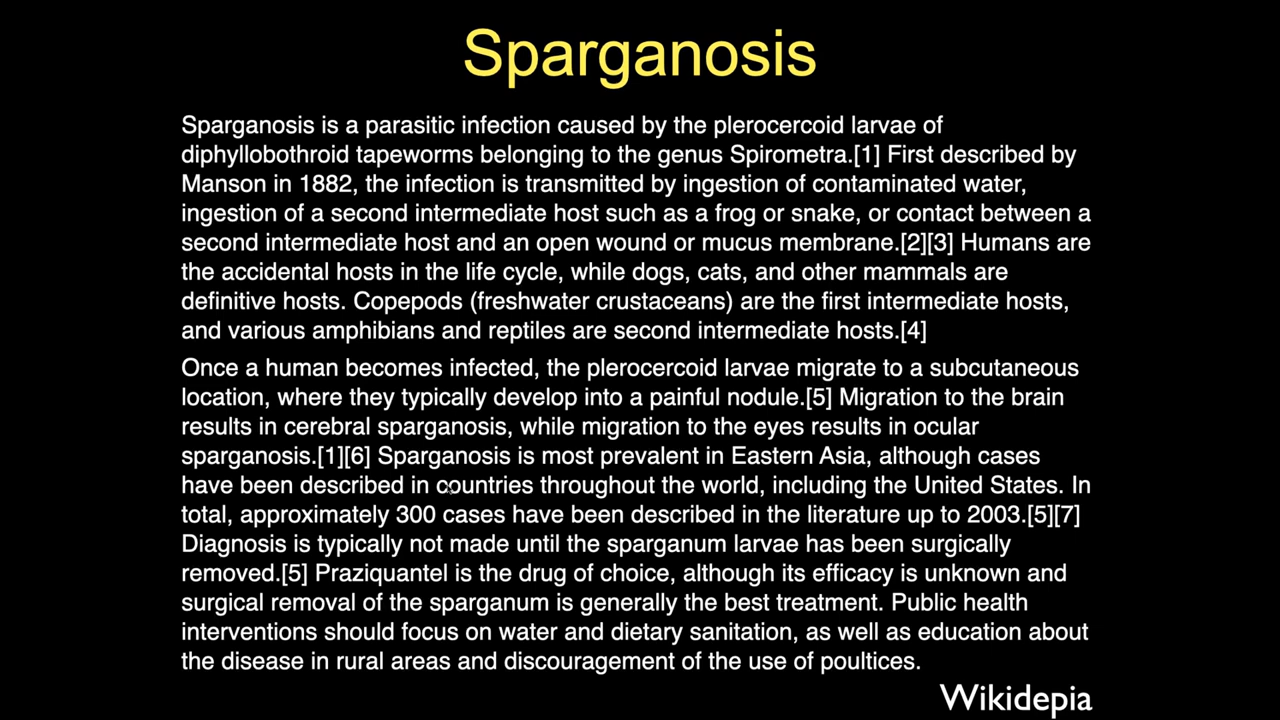 Sparganosis
Sparganosis is a parasitic infection caused by the plerocercoid larvae of
diphyllobothroid tapeworms belonging to the genus Spirometra.[1] First described by
Manson in 1882, the infection is transmitted by ingestion of contaminated water,
ingestion of a second intermediate host such as a frog or snake, or contact between a
second intermediate host and an open wound or mucus membrane.[2][3] Humans are
the accidental hosts in the life cycle, while dogs, cats, and other mammals are
definitive hosts. Copepods (freshwater crustaceans) are the first intermediate hosts,
and various amphibians and reptiles are second intermediate hosts.[4]
Once a human becomes infected, the plerocercoid larvae migrate to a subcutaneous
location, where they typically develop into a painful nodule.[5] Migration to the brain
results in cerebral sparganosis, while migration to the eyes results in ocular
sparganosis.[1][6] Sparganosis is most prevalent in Eastern Asia, although cases
have been described in countries throughout the world, including the United States. In
total, approximately 300 cases have been described in the literature up to 2003.[5][7]
Diagnosis is typically not made until the sparganum larvae has been surgically
removed.[5] Praziquantel is the drug of choice, although its efficacy is unknown and
surgical removal of the sparganum is generally the best treatment. Public health
interventions should focus on water and dietary sanitation, as well as education about
the disease in rural areas and discouragement of the use of poultices.
Wikidepia